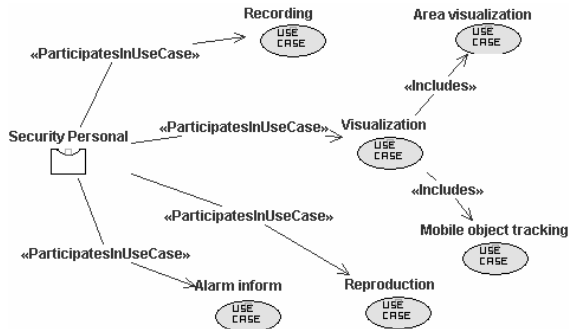 Recording
USE
CASE
Area visualization
USE
CASE
«ParticipatesInUseCase»
«Includes»
Security Personal
«ParticipatesInUseCase»
Visualization
USE
CASE
«Includes»
«ParticipatesInUseCase»
Mobile object tracking
USE
CASE
«ParticipatesInUseCase»
Alarm inform
USE
CASE
Reproduction
USE
CASE